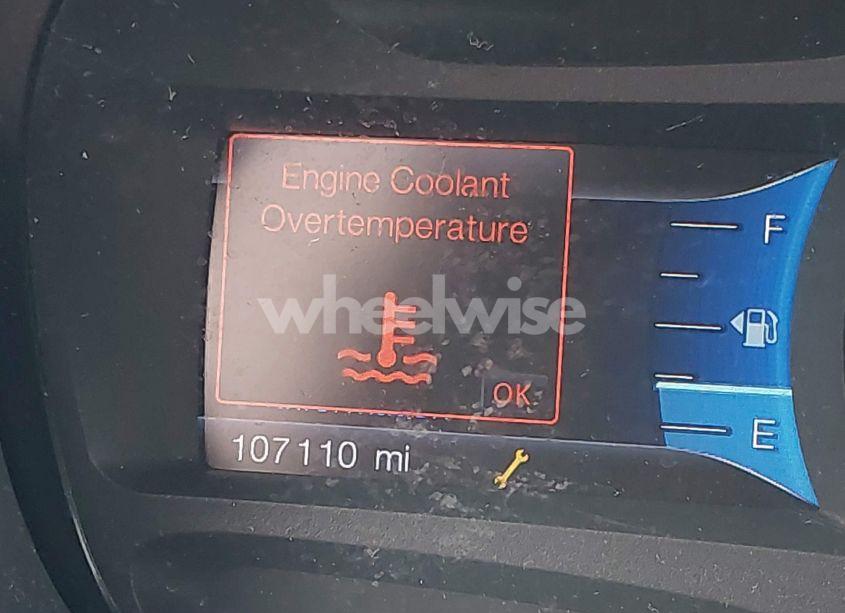 Engine Coolant
Overtemperature
wheelwise
OK
F
E
107110 mi